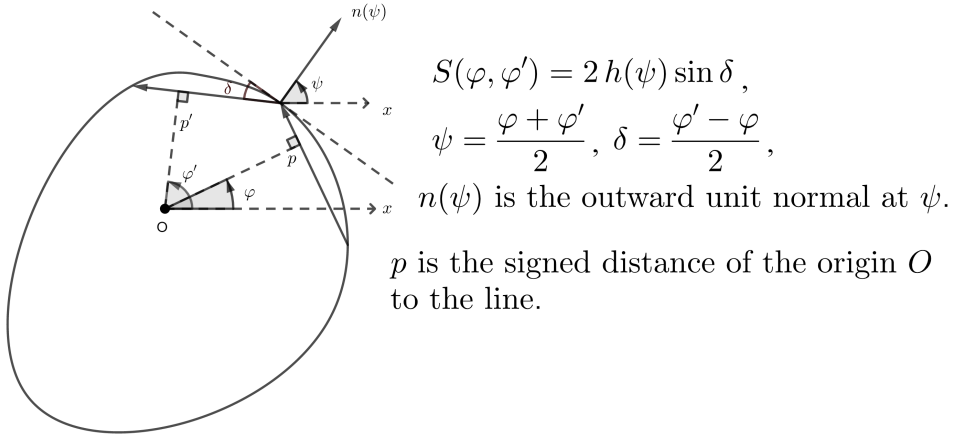 n(ψ)
δ
ψ
x
p′
p
φ′
φ
x
O
S(φ, φ′) = 2 h(ψ) sin δ ,
ψ = (φ + φ′)/2 , δ = (φ′ − φ)/2 ,
n(ψ) is the outward unit normal at ψ.
p is the signed distance of the origin O
to the line.